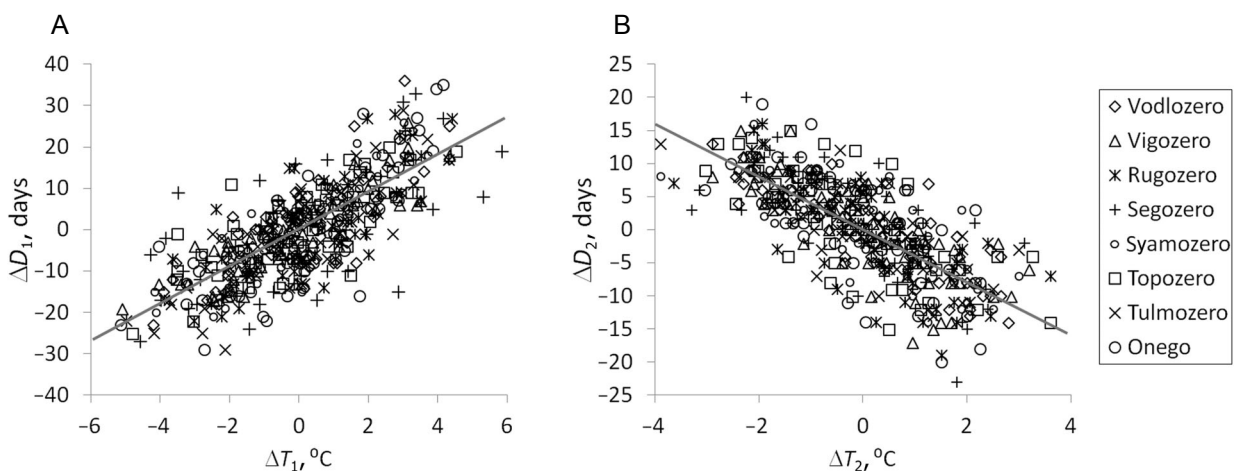 A
ΔD1, days
40
30
20
10
0
−10
−20
−30
−40
−6 −4 −2 0 2 4 6
ΔT1, °C
B
ΔD2, days
25
20
15
10
5
0
−5
−10
−15
−20
−25
−4 −2 0 2 4
ΔT2, °C
Vodlozero
Vigozero
Rugozero
Segozero
Syamozero
Topozero
Tulmozero
Onego